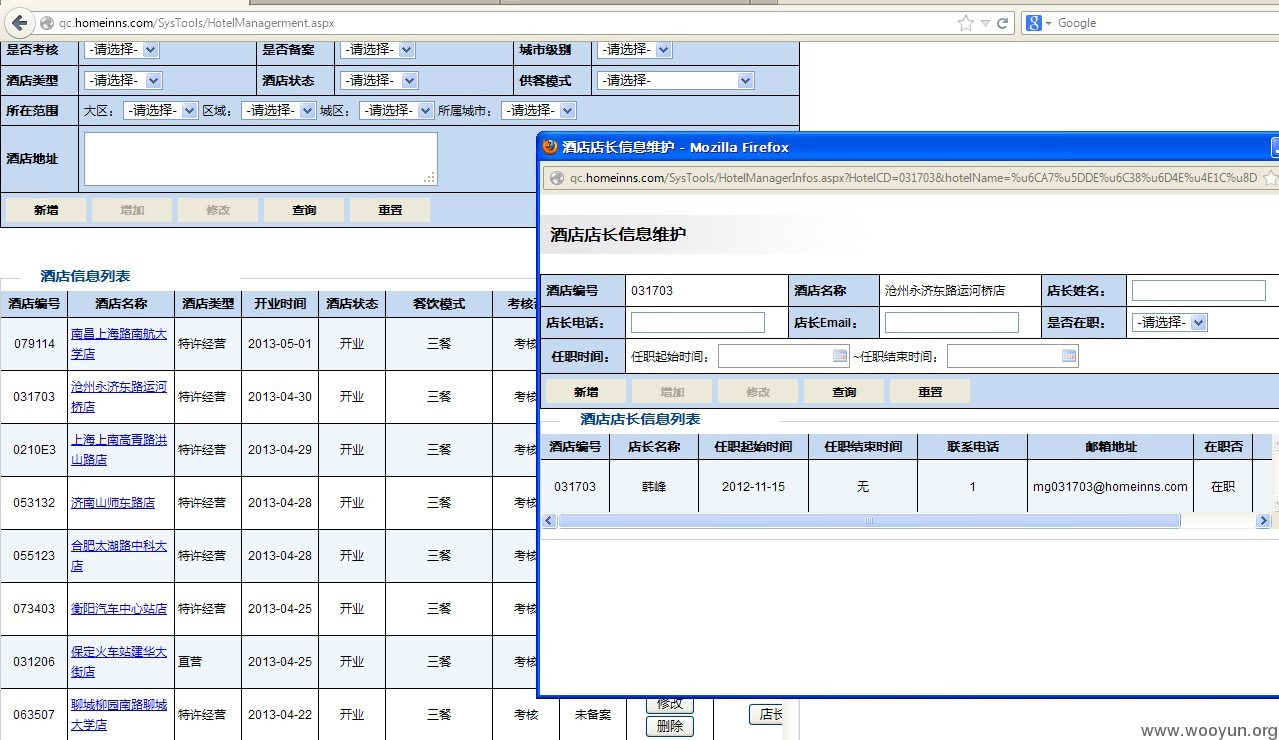 qc.homeinns.com/SysTools/HotelManagerment.aspx
Google
是否考核 -请选择- 是否备案 -请选择- 城市级别 -请选择-
酒店类型 -请选择- 酒店状态 -请选择- 供客模式 -请选择-
所在范围 大区： -请选择- 区域： -请选择- 城区： -请选择- 所属城市： -请选择-
酒店地址
新增 增加 修改 查询 重置
酒店信息列表
酒店编号 酒店名称 酒店类型 开业时间 酒店状态 餐饮模式
079114 南昌上海路南航大学店 特许经营 2013-05-01 开业 三餐 考核
031703 沧州永济东路运河桥店 特许经营 2013-04-30 开业 三餐 考核
0210E3 上海上南高青路洪山路店 特许经营 2013-04-29 开业 三餐 考核
053132 济南山师东路店 特许经营 2013-04-28 开业 三餐 考核
055123 合肥太湖路中科大店 特许经营 2013-04-28 开业 三餐 考核
073403 衡阳汽车中心站店 特许经营 2013-04-25 开业 三餐 考核
031206 保定火车站建华大街店 直营 2013-04-25 开业 三餐 考核
063507 聊城柳园南路聊城大学店 特许经营 2013-04-22 开业 三餐 考核 未备案 修改 删除 店长
酒店店长信息维护 - Mozilla Firefox
qc.homeinns.com/SysTools/HotelManagerInfos.aspx?HotelCD=031703&hotelName=%u6CA7%u5DDE%u6C38%u6D4E%u4E1C%u8D
酒店店长信息维护
酒店编号 031703 酒店名称 沧州永济东路运河桥店 店长姓名：
店长电话： 店长Email： 是否在职： -请选择-
任职时间： 任职起始时间： ~任职结束时间：
新增 增加 修改 查询 重置
酒店店长信息列表
酒店编号 店长名称 任职起始时间 任职结束时间 联系电话 邮箱地址 在职否
031703 韩峰 2012-11-15 无 1 mg031703@homeinns.com 在职
www.wooyun.org